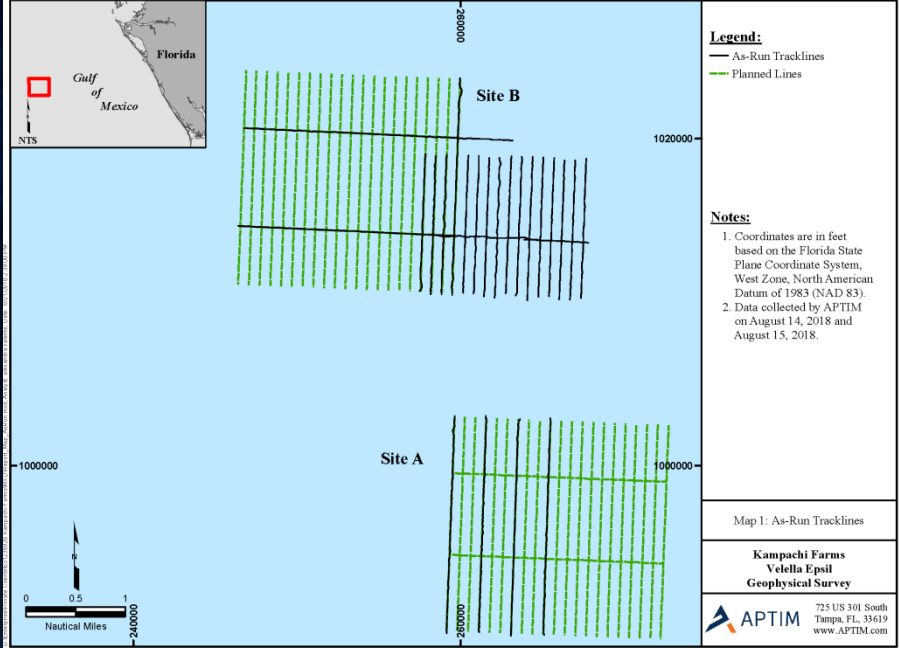 Florida
Gulf
of
Mexico
NTS
260000
Site B
1020000
Site A
1000000
1000000
N
0 0.5 1
Nautical Miles
240000
260000
Legend:
As-Run Tracklines
Planned Lines
Notes:
1. Coordinates are in feet
based on the Florida State
Plane Coordinate System,
West Zone, North American
Datum of 1983 (NAD 83).
2. Data collected by APTIM
on August 14, 2018 and
August 15, 2018.
Map 1: As-Run Tracklines
Kampachi Farms
Velella Epsil
Geophysical Survey
APTIM
725 US 301 South
Tampa, FL, 33619
www.APTIM.com